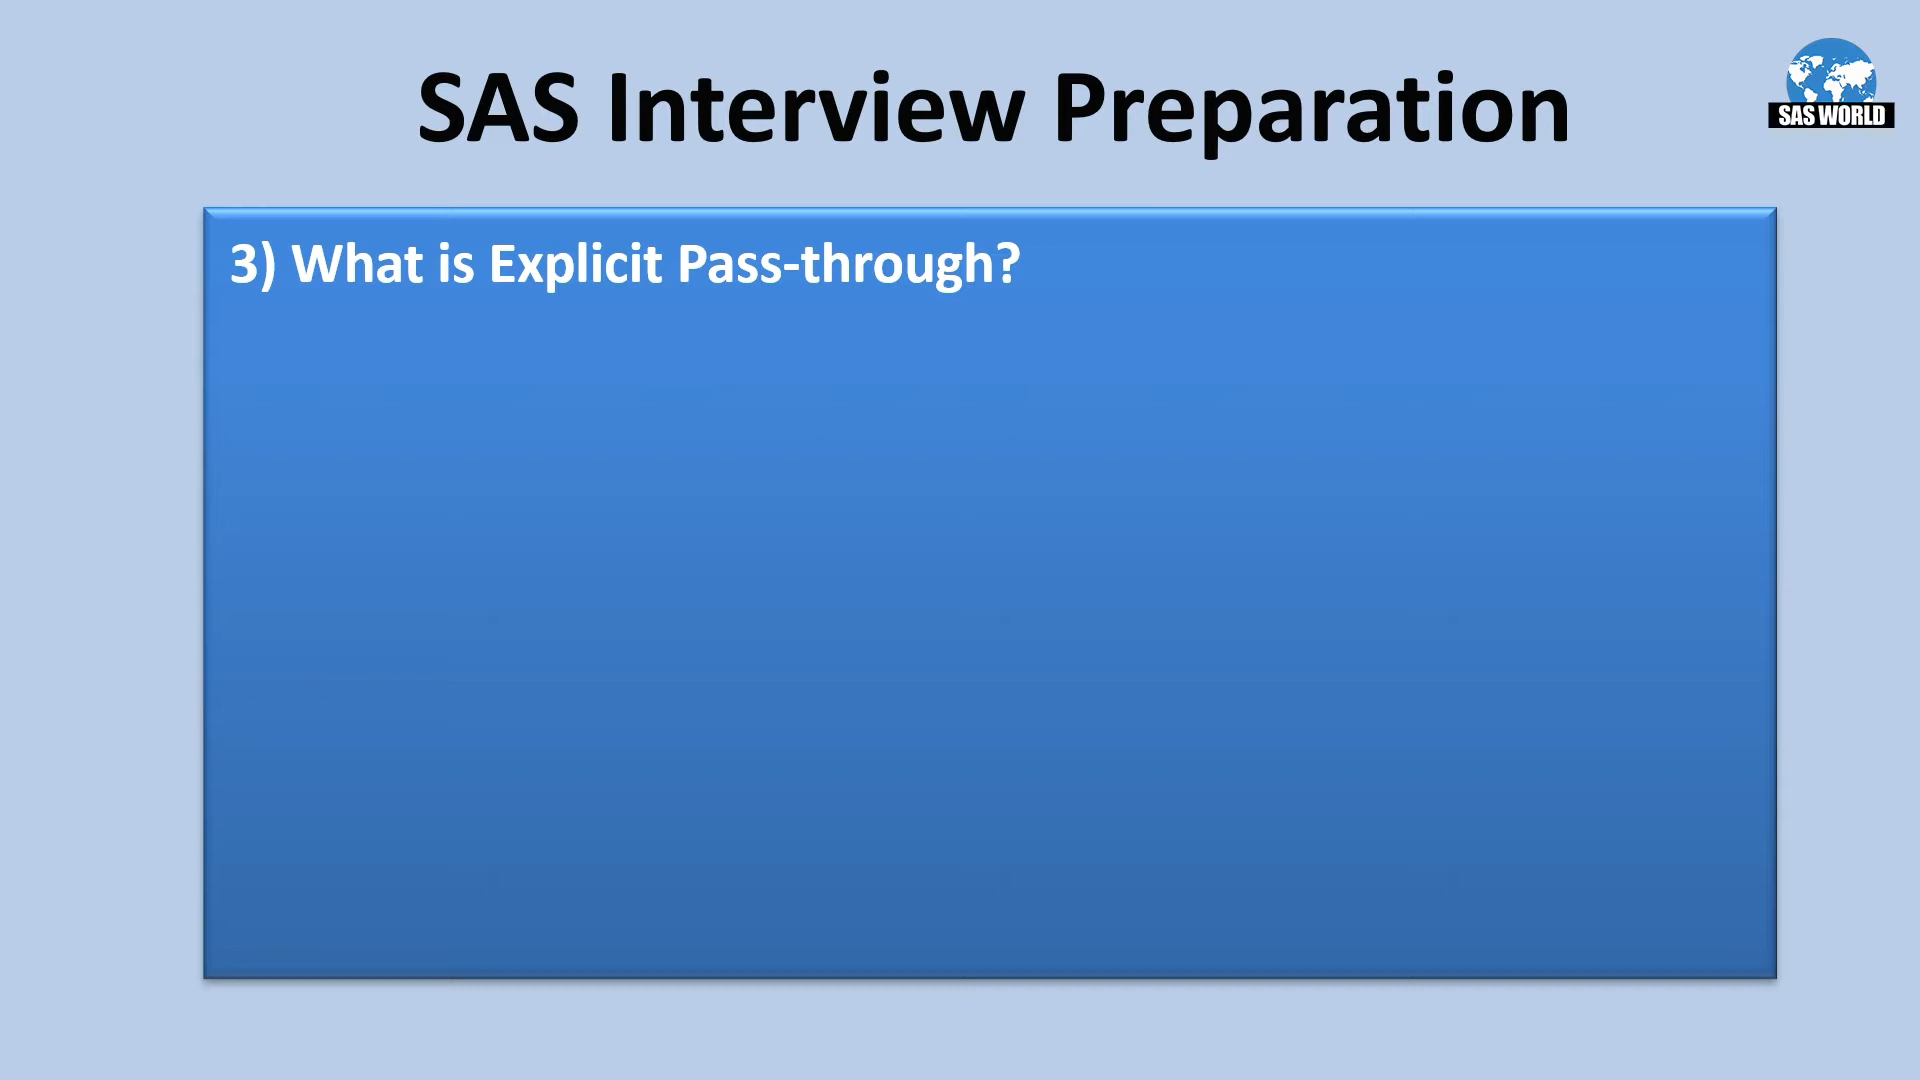 SAS Interview Preparation
SAS WORLD
3) What is Explicit Pass-through?